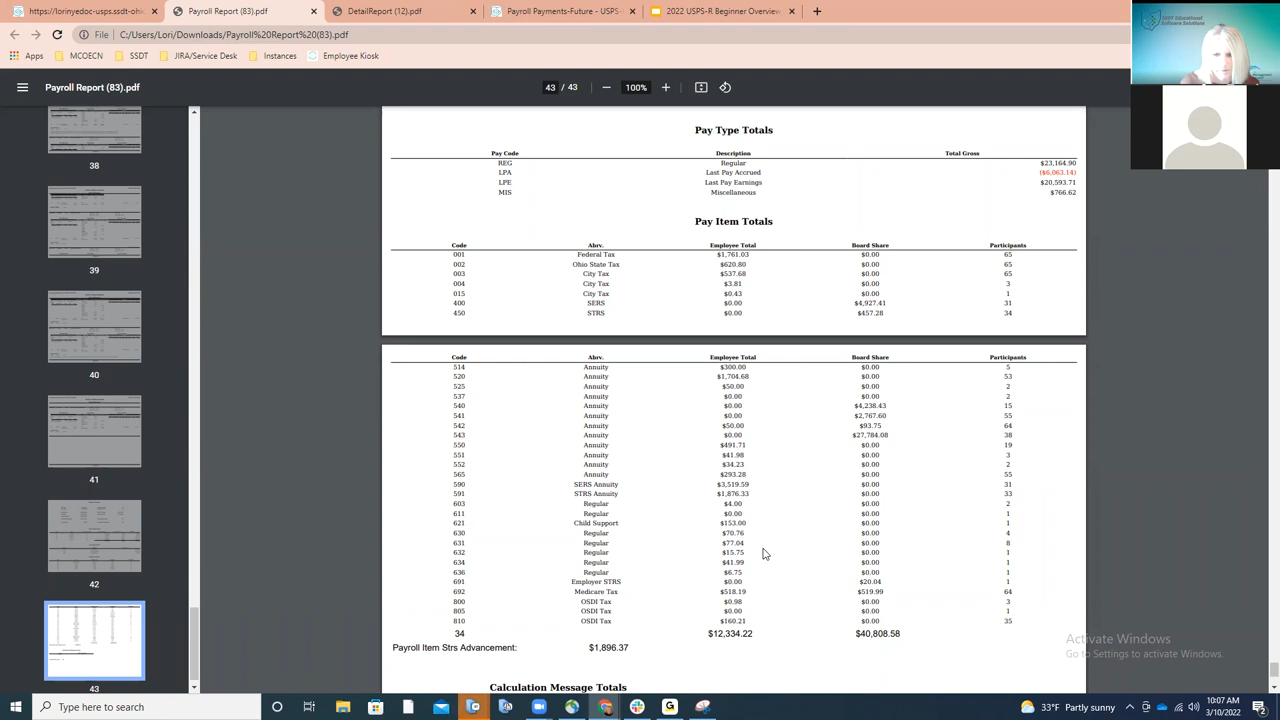 SSDT-hotjory.org/index
Payroll Report (83).pdf
DetailReport (12).pdf
Payroll Payments-Future - USPS-
2022 USPS-R Beginner Overview
File
C:/Users/Lori/Downloads/Payroll%20Report%20(83).pdf
Apps
MCOECN
SSDT
JIRA/Service Desk
Instances
Employee Kiosk
Payroll Report (83).pdf
43 / 43
100%
SSDT Educational
Software Solutions
38
39
40
41
42
43
Pay Type Totals
Pay Code Description Total Gross
REG Regular $23,164.90
LPA Last Pay Accrued ($6,063.14)
LPE Last Pay Earnings $20,593.71
MIS Miscellaneous $766.62
Pay Item Totals
Code Abrv. Employee Total Board Share Participants
001 Federal Tax $1,761.03 $0.00 65
002 Ohio State Tax $620.80 $0.00 65
003 City Tax $537.68 $0.00 65
004 City Tax $3.81 $0.00 3
015 City Tax $0.43 $0.00 1
400 SERS $0.00 $4,927.41 31
450 STRS $0.00 $457.28 34
Code Abrv. Employee Total Board Share Participants
514 Annuity $300.00 $0.00 5
520 Annuity $1,704.68 $0.00 53
525 Annuity $50.00 $0.00 2
537 Annuity $0.00 $0.00 2
540 Annuity $0.00 $4,238.43 15
541 Annuity $0.00 $2,767.60 55
542 Annuity $50.00 $93.75 64
543 Annuity $0.00 $27,784.08 38
550 Annuity $491.71 $0.00 19
551 Annuity $41.98 $0.00 3
552 Annuity $34.23 $0.00 2
565 Annuity $293.28 $0.00 55
590 SERS Annuity $3,519.59 $0.00 31
591 STRS Annuity $1,876.33 $0.00 33
603 Regular $4.00 $0.00 2
611 Regular $0.00 $0.00 1
621 Child Support $153.00 $0.00 1
630 Regular $70.76 $0.00 4
631 Regular $77.04 $0.00 8
632 Regular $15.75 $0.00 1
634 Regular $41.99 $0.00 1
636 Regular $6.75 $0.00 1
691 Employer STRS $0.00 $20.04 1
692 Medicare Tax $518.19 $519.99 64
800 OSDI Tax $0.98 $0.00 3
805 OSDI Tax $0.00 $0.00 1
810 OSDI Tax $160.21 $0.00 35
34 $12,334.22 $40,808.58
Payroll Item Strs Advancement: $1,896.37
Calculation Message Totals
Activate Windows
Go to Settings to activate Windows.
Type here to search
33°F Partly sunny
10:07 AM
3/10/2022
2